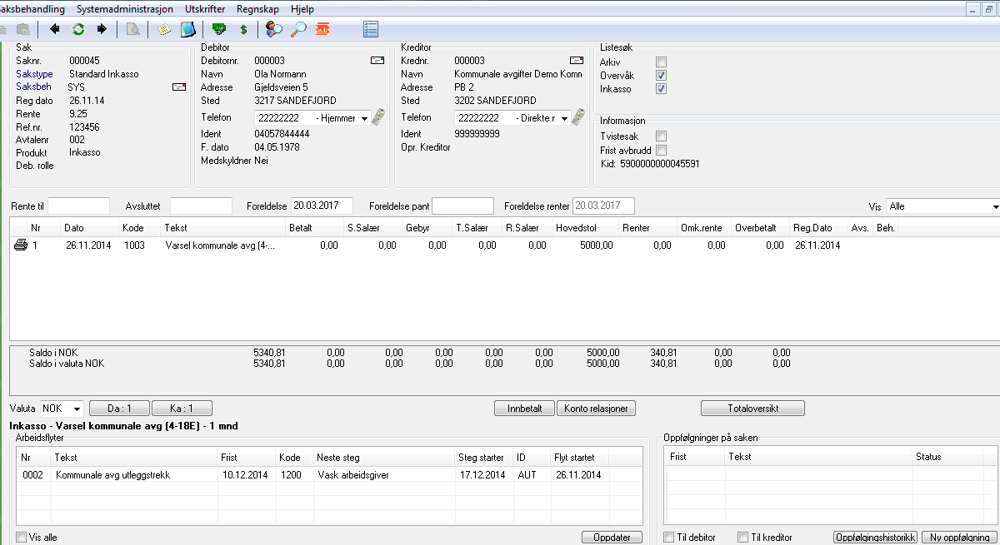 Saksbehandling Systemadministrasjon Utskrifter Regnskap Hjelp
Sak
Saknr. 000045
Sakstype Standard Inkasso
Saksbeh SYS
Reg dato 26.11.14
Rente 9.25
Ref.nr. 123456
Avtalenr 002
Produkt Inkasso
Deb. rolle
Debitor
Debitornr. 000003
Navn Ola Normann
Adresse Gjeldsveien 5
Sted 3217 SANDEFJORD
Telefon 22222222 - Hjemmer
Ident 04057844444
F. dato 04.05.1978
Medskyldner Nei
Kreditor
Krednr. 000003
Navn Kommunale avgifter Demo Komn
Adresse PB 2
Sted 3202 SANDEFJORD
Telefon 22222222 - Direkte r
Ident 999999999
Opr. Kreditor
Listesøk
Arkiv
Overvåk
Inkasso
Informasjon
Tvistesak
Frist avbrudd
Kid: 5900000000045591
Rente til Avsluttet Foreldelse 20.03.2017 Foreldelse pant Foreldelse renter 20.03.2017 Vis Alle
Nr Dato Kode Tekst Betalt S.Salær Gebyr T.Salær R.Salær Hovedstol Renter Omk.rente Overbetalt Reg.Dato Avs. Beh.
1 26.11.2014 1003 Varsel kommunale avg (4-... 0,00 0,00 0,00 0,00 0,00 5000,00 0,00 0,00 0,00 26.11.2014
Saldo i NOK 5340,81 0,00 0,00 0,00 0,00 0,00 5000,00 340,81 0,00 0,00
Saldo i valuta NOK 5340,81 0,00 0,00 0,00 0,00 0,00 5000,00 340,81 0,00 0,00
Valuta NOK Da : 1 Ka : 1 Innbetalt Konto relasjoner Totaloversikt
Inkasso - Varsel kommunale avg (4-18E) - 1 mnd
Arbeidsflyter
Nr Tekst Frist Kode Neste steg Steg starter ID Flyt startet
0002 Kommunale avg utleggstrekk 10.12.2014 1200 Vask arbeidsgiver 17.12.2014 AUT 26.11.2014
Vis alle Oppdater
Oppfølgninger på saken
Frist Tekst Status
Til debitor Til kreditor Oppfølgingshistorikk Ny oppfølgning